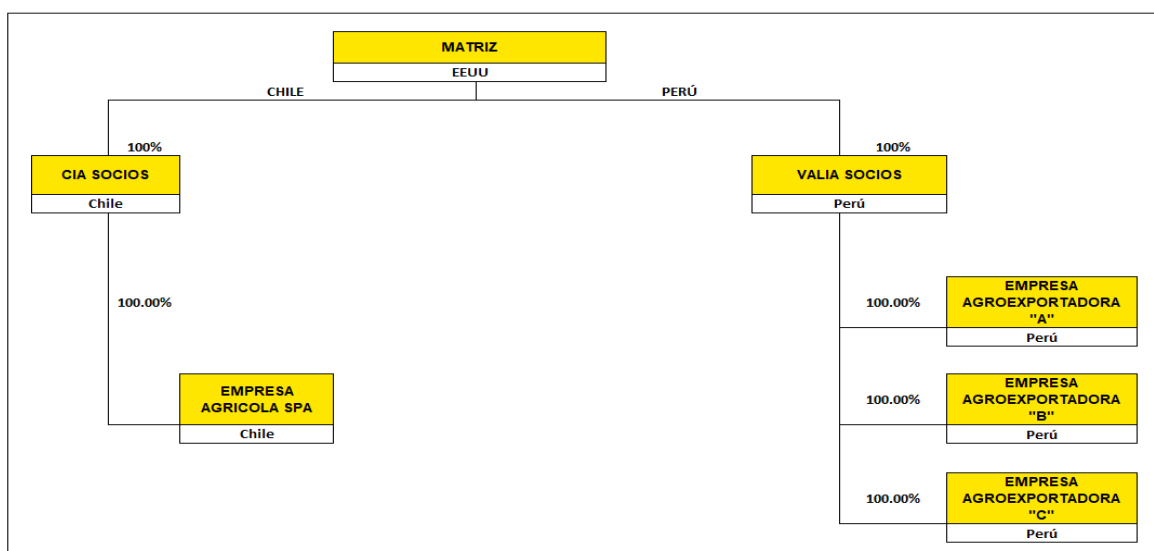 MATRIZ
EEUU
CHILE
PERÚ
100%
100%
CIA SOCIOS
Chile
VALIA SOCIOS
Perú
100.00%
EMPRESA
AGRICOLA SPA
Chile
100.00%
EMPRESA
AGROEXPORTADORA
"A"
Perú
100.00%
EMPRESA
AGROEXPORTADORA
"B"
Perú
100.00%
EMPRESA
AGROEXPORTADORA
"C"
Perú